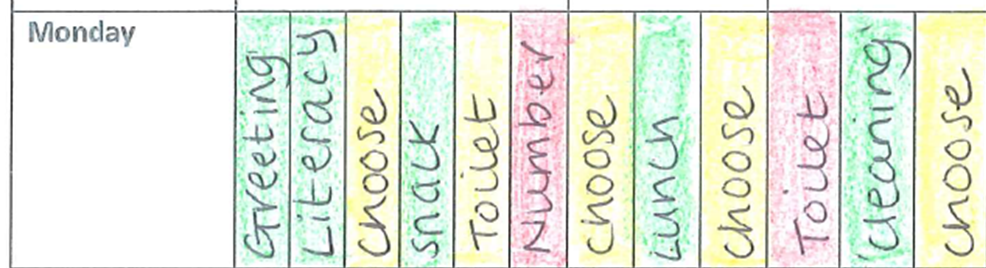 Monday
Greeting
Literacy
Choose
snack
Toilet
Number
choose
Lunch
choose
Toilet
Cleaning
choose